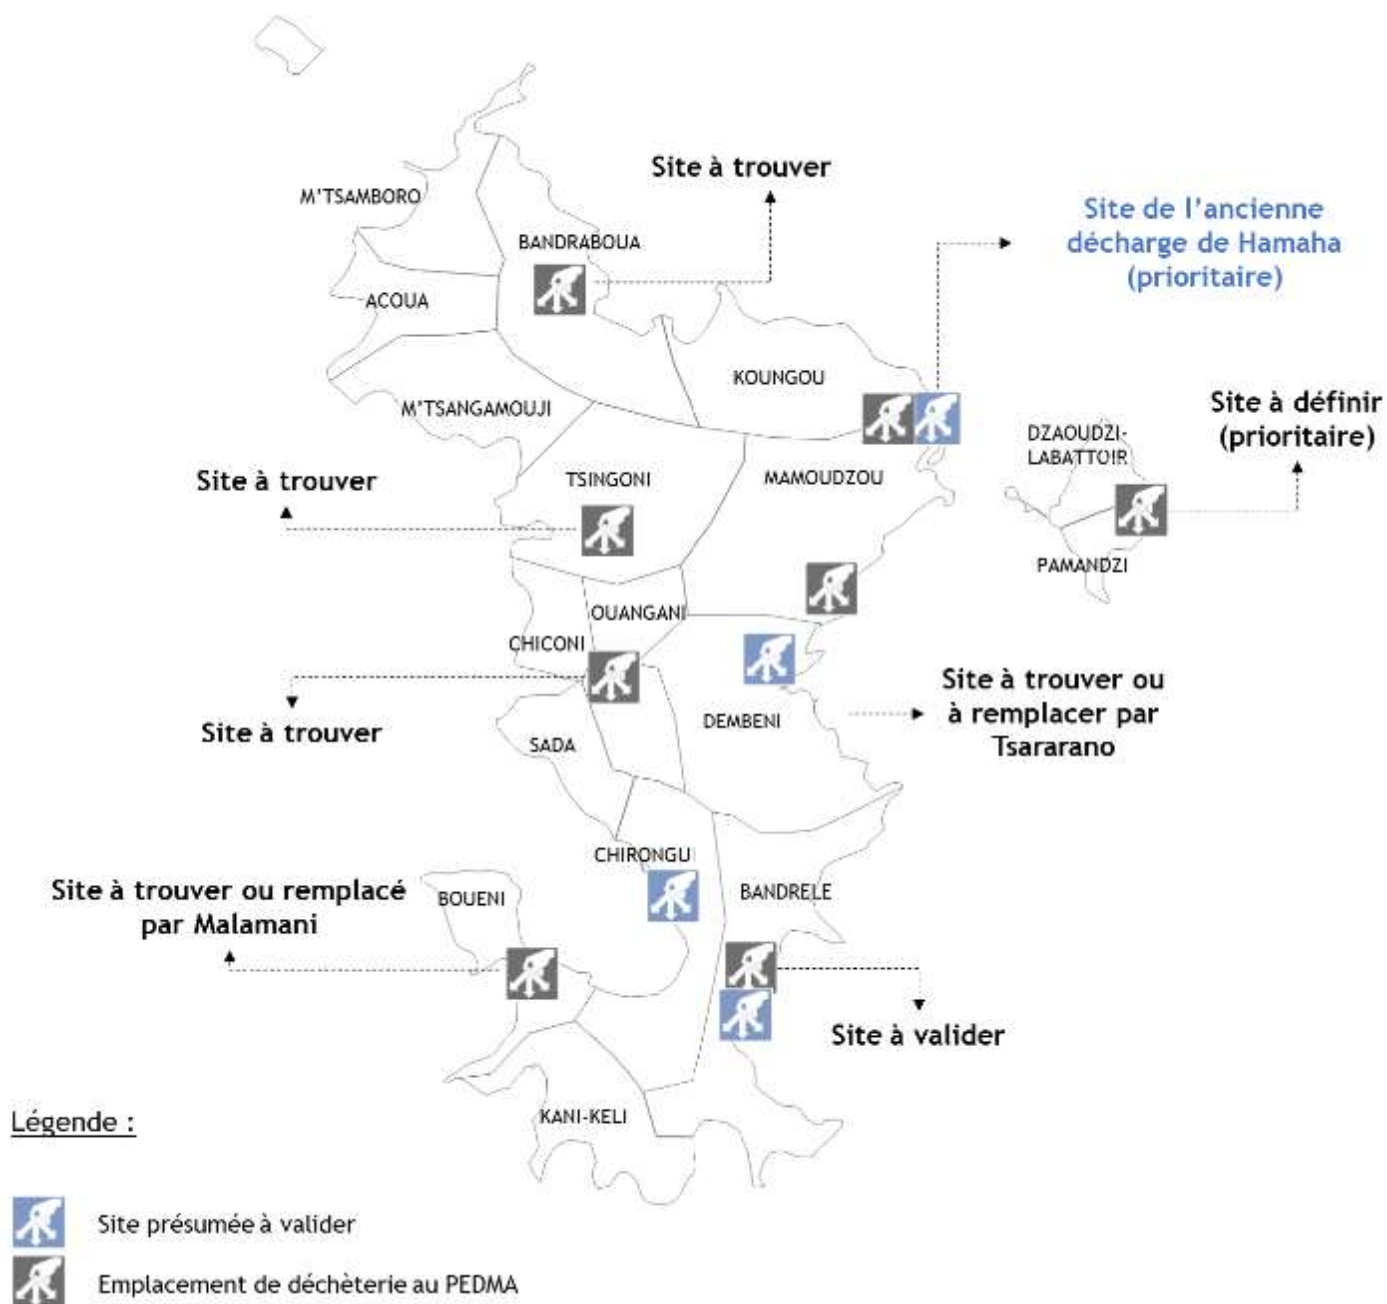 Site à trouver
M'TSAMBORO
Site de l'ancienne
décharge de Hamaha
(prioritaire)
BANDRABOUA
ACOUA
KOUNGOU
M'TSANGAMOUJI
Site à définir
(prioritaire)
DZAOUDZI-
LABATTOIR
TSINGONI
MAMOUDZOU
Site à trouver
PAMANDZI
OUANGANI
CHICONI
Site à trouver ou
à remplacer par
Tsararano
DEMBENI
Site à trouver
SADA
CHIRONGUI
Site à trouver ou remplacé
par Malamani
BOUENI
BANDRELE
Site à valider
KANI-KELI
Légende :
Site présumée à valider
Emplacement de déchèterie au PEDMA